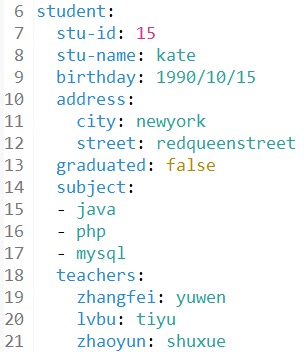 6 student:
7   stu-id: 15
8   stu-name: kate
9   birthday: 1990/10/15
10   address:
11     city: newyork
12     street: redqueenstreet
13   graduated: false
14   subject:
15   - java
16   - php
17   - mysql
18   teachers:
19     zhangfei: yuwen
20     lvbu: tiyu
21     zhaoyun: shuxue